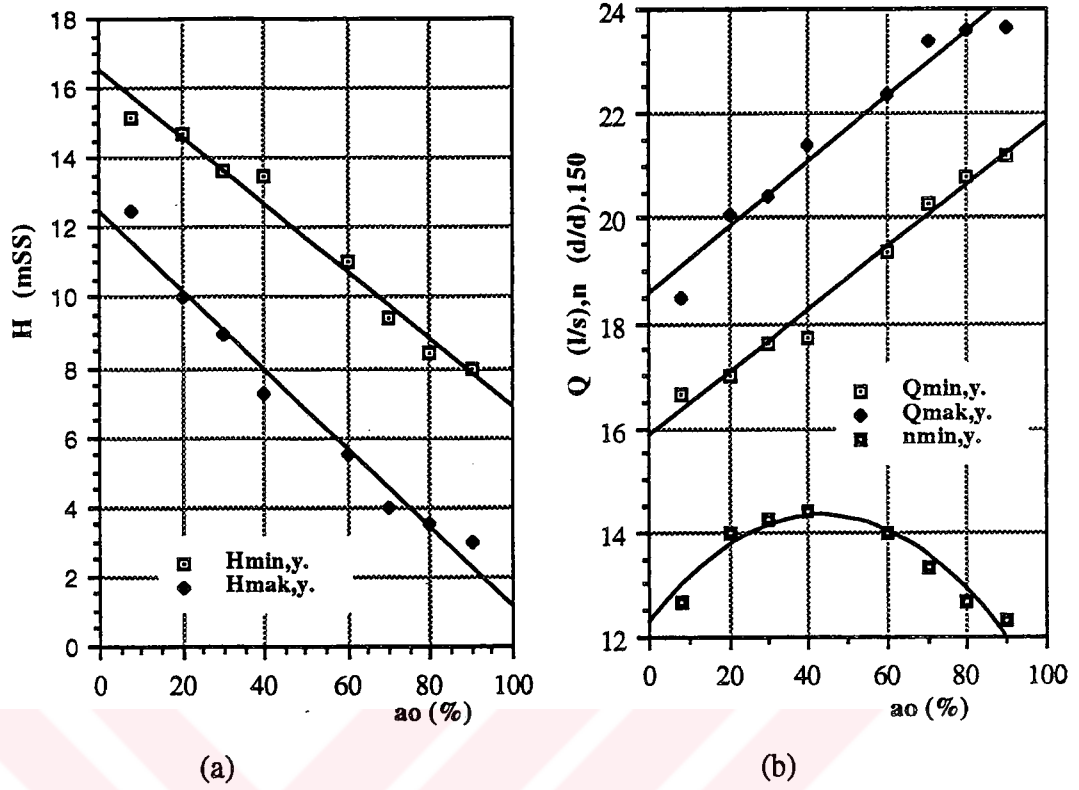 18
16
14
12
10
8
6
4
2
0
H (mSS)
Hmin,y.
Hmak,y.
0 20 40 60 80 100
ao (%)
(a)
24
22
20
18
16
14
12
Q (l/s),n (d/d).150
Qmin,y.
Qmak,y.
nmin,y.
0 20 40 60 80 100
ao (%)
(b)